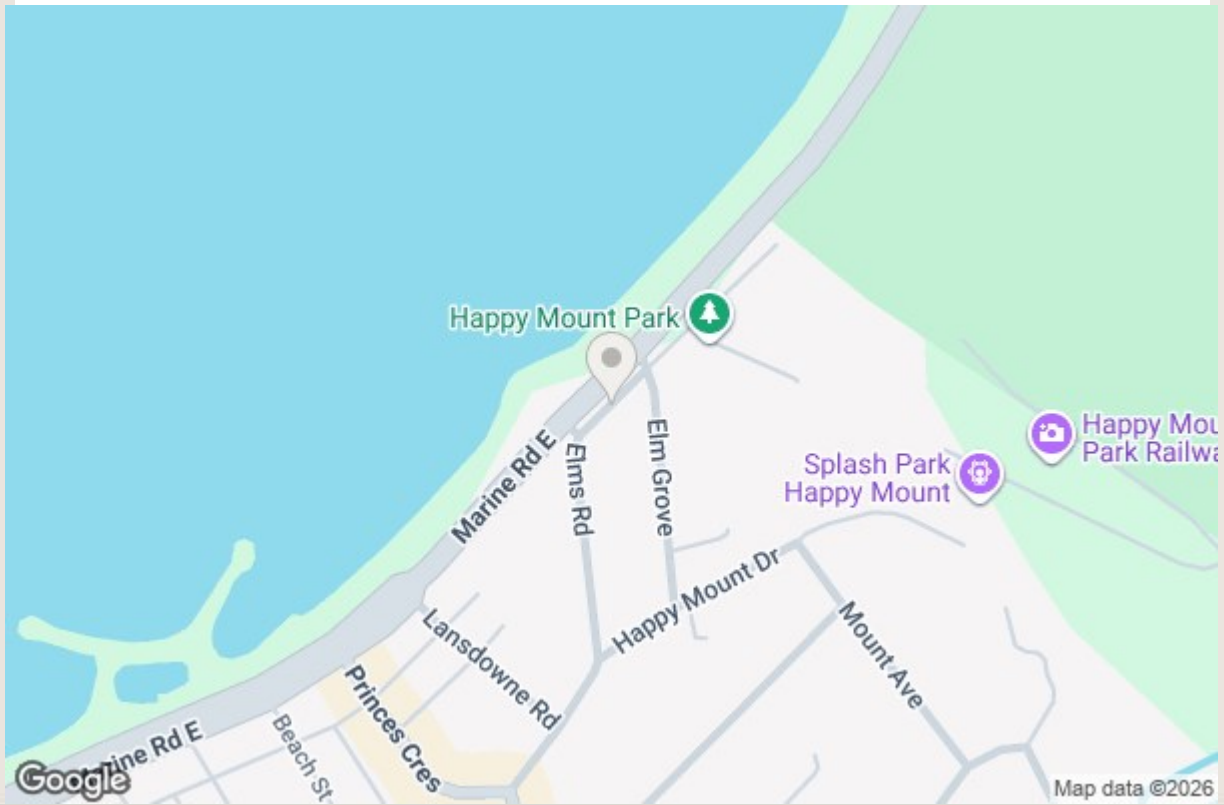 Happy Mount Park
Marine Rd E
Elms Rd
Elm Grove
Happy Mou
Park Railwa
Splash Park
Happy Mount
Happy Mount Dr
Mount Ave
Lansdowne Rd
Princes Cres
Beach St
Rd E
Google
Map data ©2026